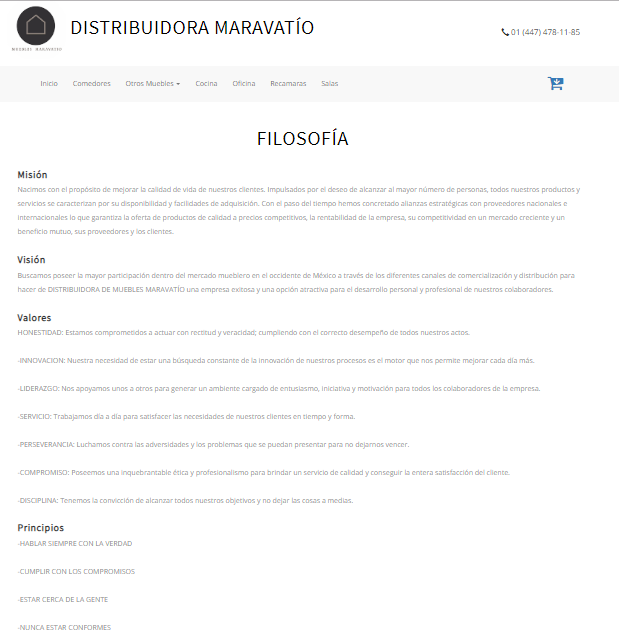 MUEBLES MARAVATIO
DISTRIBUIDORA MARAVATÍO
01 (447) 478-11-85
Inicio Comedores Otros Muebles Cocina Oficina Recamaras Salas
FILOSOFÍA
Misión
Nacimos con el propósito de mejorar la calidad de vida de nuestros clientes. Impulsados por el deseo de alcanzar al mayor número de personas, todos nuestros productos y
servicios se caracterizan por su disponibilidad y facilidades de adquisición. Con el paso del tiempo hemos concretado alianzas estratégicas con proveedores nacionales e
internacionales lo que garantiza la oferta de productos de calidad a precios competitivos, la rentabilidad de la empresa, su competitividad en un mercado creciente y un
beneficio mutuo, sus proveedores y los clientes.
Visión
Buscamos poseer la mayor participación dentro del mercado mueblero en el occidente de México a través de los diferentes canales de comercialización y distribución para
hacer de DISTRIBUIDORA DE MUEBLES MARAVATÍO una empresa exitosa y una opción atractiva para el desarrollo personal y profesional de nuestros colaboradores.
Valores
HONESTIDAD: Estamos comprometidos a actuar con rectitud y veracidad; cumpliendo con el correcto desempeño de todos nuestros actos.
-INNOVACION: Nuestra necesidad de estar una búsqueda constante de la innovación de nuestros procesos es el motor que nos permite mejorar cada día más.
-LIDERAZGO: Nos apoyamos unos a otros para generar un ambiente cargado de entusiasmo, iniciativa y motivación para todos los colaboradores de la empresa.
-SERVICIO: Trabajamos día a día para satisfacer las necesidades de nuestros clientes en tiempo y forma.
-PERSEVERANCIA: Luchamos contra las adversidades y los problemas que se puedan presentar para no dejarnos vencer.
-COMPROMISO: Poseemos una inquebrantable ética y profesionalismo para brindar un servicio de calidad y conseguir la entera satisfacción del cliente.
-DISCIPLINA: Tenemos la convicción de alcanzar todos nuestros objetivos y no dejar las cosas a medias.
Principios
-HABLAR SIEMPRE CON LA VERDAD
-CUMPLIR CON LOS COMPROMISOS
-ESTAR CERCA DE LA GENTE
-NUNCA ESTAR CONFORMES